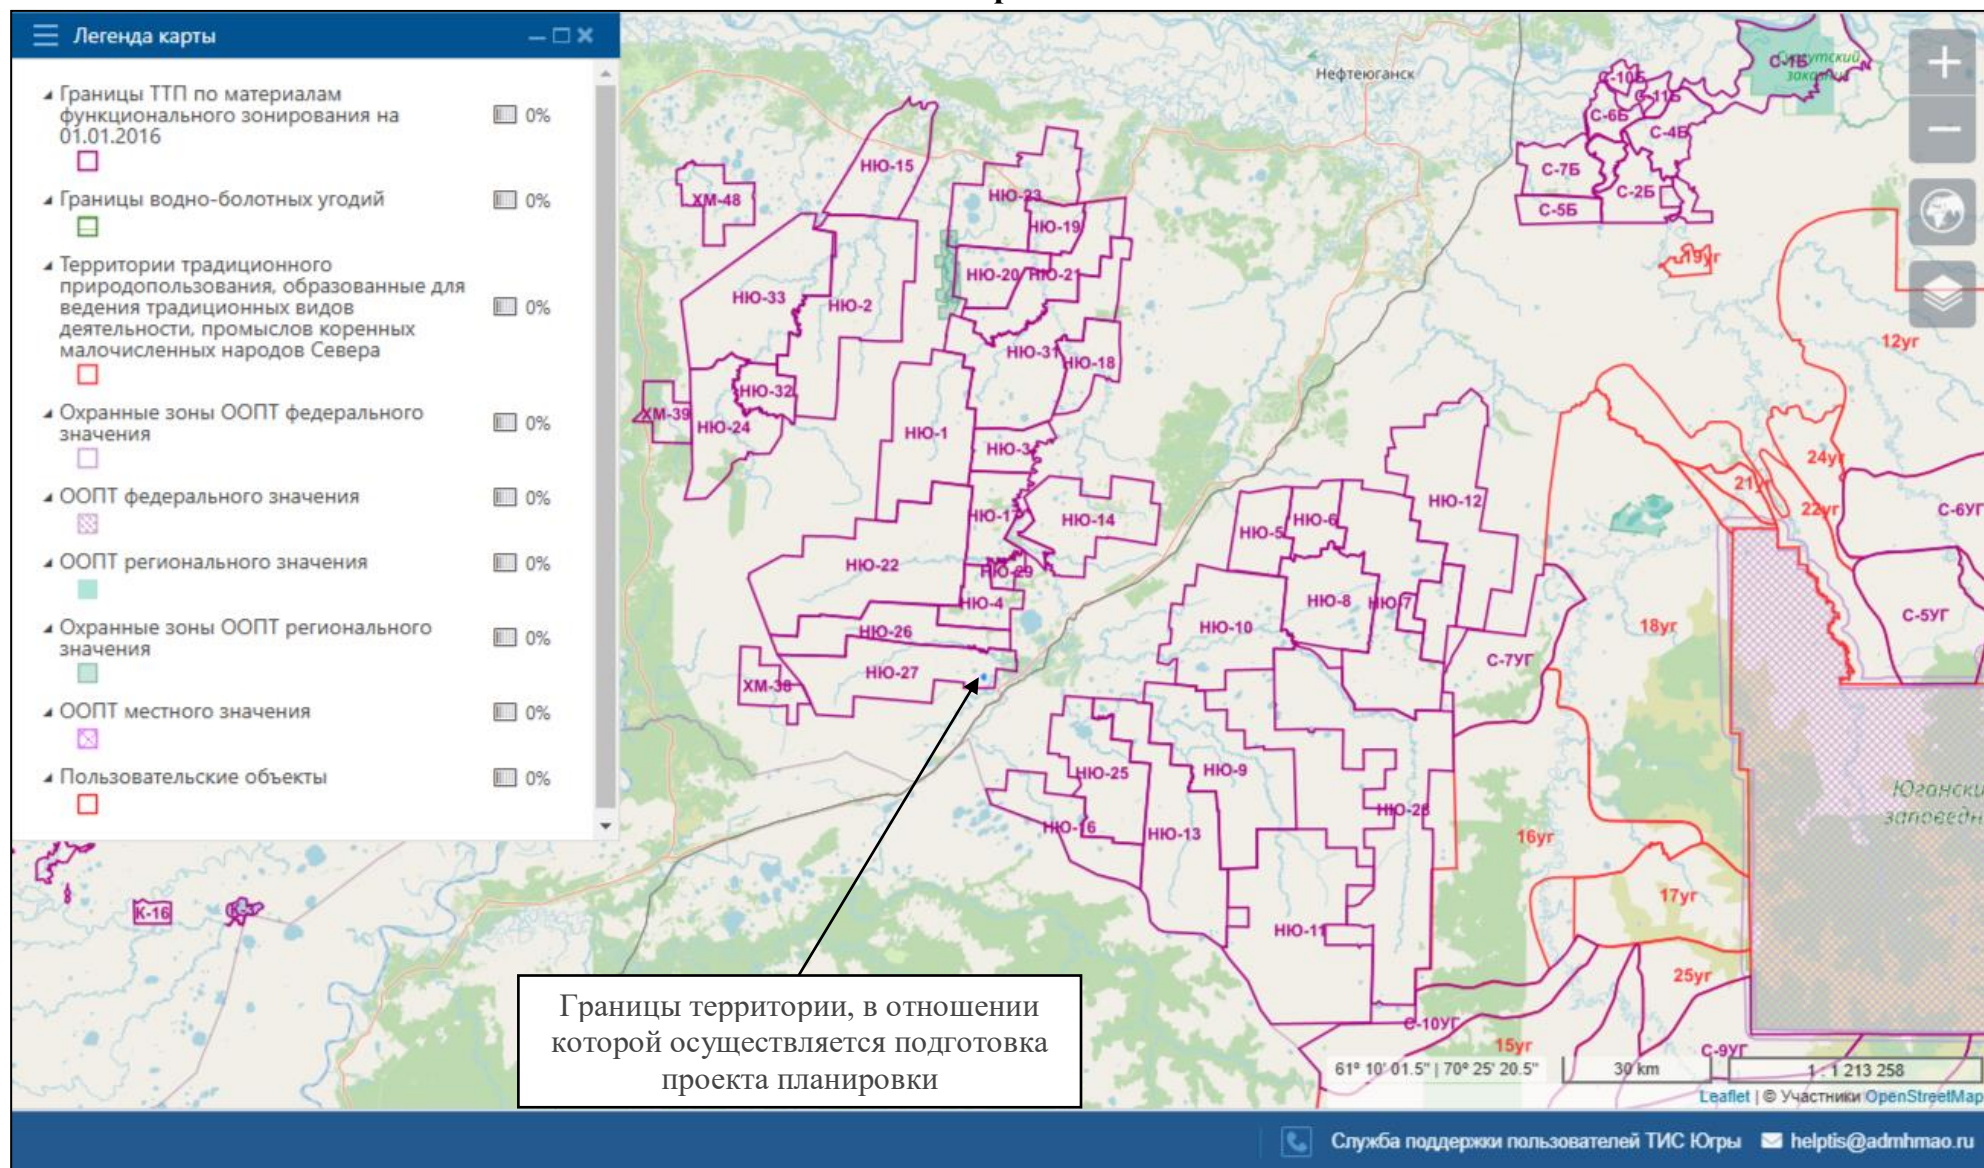 Легенда карты
Границы ТТП по материалам
функционального зонирования на
01.01.2016
0%
Границы водно-болотных угодий
0%
Территории традиционного
природопользования, образованные для
ведения традиционных видов
деятельности, промыслов коренных
малочисленных народов Севера
0%
Охранные зоны ООПТ федерального
значения
0%
ООПТ федерального значения
0%
ООПТ регионального значения
0%
Охранные зоны ООПТ регионального
значения
0%
ООПТ местного значения
0%
Пользовательские объекты
0%
Нефтеюганск
Сургутский
заказник
С-1Б
С-10Б
С-11Б
С-6Б
С-4Б
С-7Б
С-2Б
С-5Б
19уг
12уг
НЮ-15
ХМ-48
НЮ-23
НЮ-19
НЮ-20
НЮ-21
НЮ-33
НЮ-2
НЮ-31
НЮ-18
НЮ-32
ХМ-39
НЮ-24
НЮ-1
НЮ-3
НЮ-17
НЮ-14
НЮ-12
НЮ-5
НЮ-6
НЮ-22
НЮ-29
НЮ-4
НЮ-8
НЮ-7
НЮ-10
НЮ-26
НЮ-27
ХМ-38
С-7УГ
18уг
24уг
21уг
22уг
С-6УГ
С-5УГ
НЮ-25
НЮ-9
НЮ-16
НЮ-13
НЮ-28
НЮ-11
16уг
17уг
25уг
15уг
С-10УГ
С-9УГ
Югански
заповедн
К-16
Границы территории, в отношении
которой осуществляется подготовка
проекта планировки
61° 10' 01.5" | 70° 25' 20.5"
30 km
1 : 1 213 258
Leaflet | © Участники OpenStreetMap
Служба поддержки пользователей ТИС Югры helptis@admhmao.ru